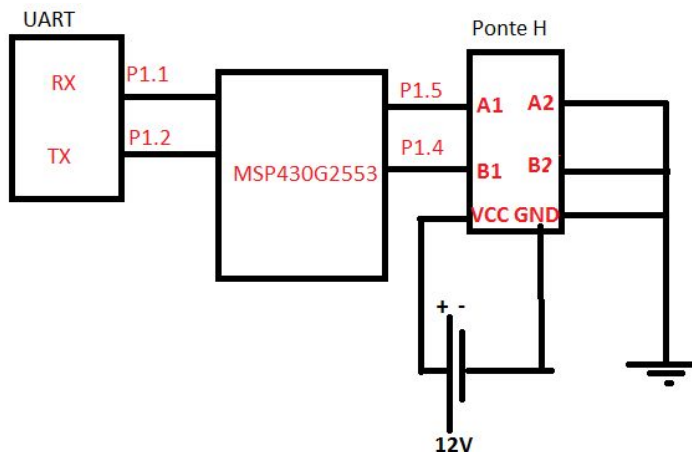 UART
RX
TX
P1.1
P1.2
MSP430G2553
P1.5
P1.4
Ponte H
A1 A2
B1 B2
VCC GND
+ -
12V